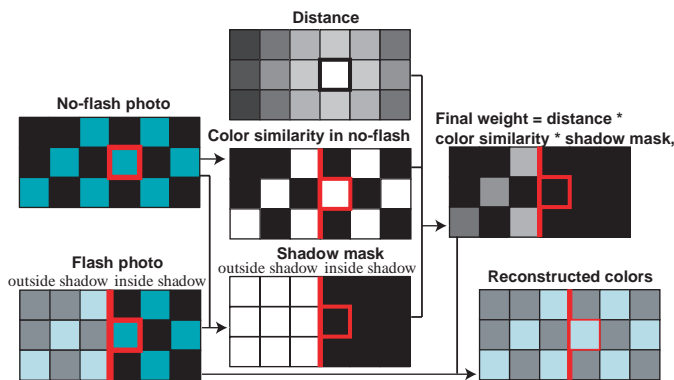 Distance
No-flash photo
Color similarity in no-flash
Final weight = distance *
color similarity * shadow mask,
Flash photo
outside shadow inside shadow
Shadow mask
outside shadow inside shadow
Reconstructed colors